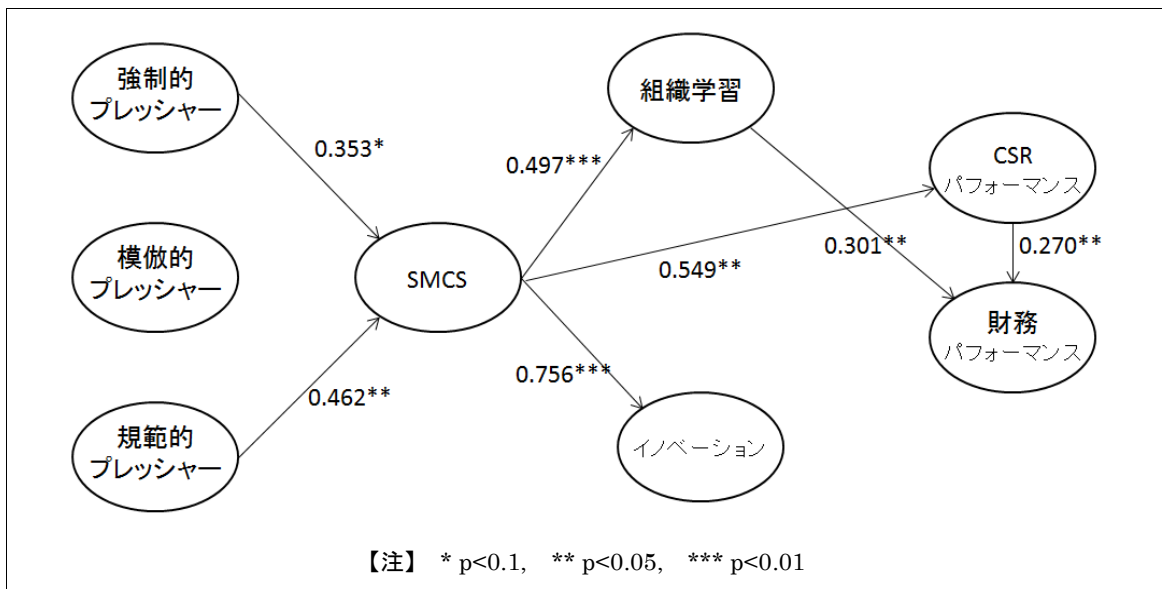 強制的
プレッシャー
組織学習
0.353*
0.497***
CSR
パフォーマンス
模倣的
プレッシャー
SMCS
0.549**
0.301**
0.270**
財務
パフォーマンス
0.756***
0.462**
規範的
プレッシャー
イノベーション
【注】 * p<0.1, ** p<0.05, *** p<0.01